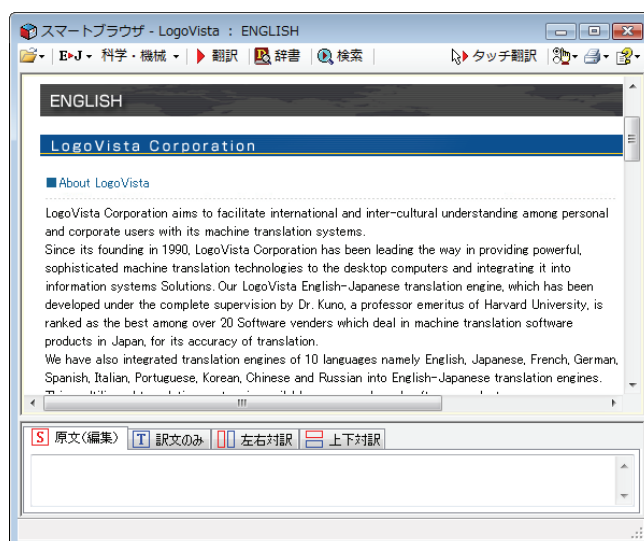 スマートブラウザ - LogoVista : ENGLISH
E▶J 科学・機械 翻訳 辞書 検索 タッチ翻訳
ENGLISH
LogoVista Corporation
■About LogoVista
LogoVista Corporation aims to facilitate international and inter-cultural understanding among personal
and corporate users with its machine translation systems.
Since its founding in 1990, LogoVista Corporation has been leading the way in providing powerful,
sophisticated machine translation technologies to the desktop computers and integrating it into
information systems Solutions. Our LogoVista English-Japanese translation engine, which has been
developed under the complete supervision by Dr. Kuno, a professor emeritus of Harvard University, is
ranked as the best among over 20 Software venders which deal in machine translation software
products in Japan, for its accuracy of translation.
We have also integrated translation engines of 10 languages namely English, Japanese, French, German,
Spanish, Italian, Portuguese, Korean, Chinese and Russian into English-Japanese translation engines.
S 原文(編集) T 訳文のみ 左右対訳 上下対訳